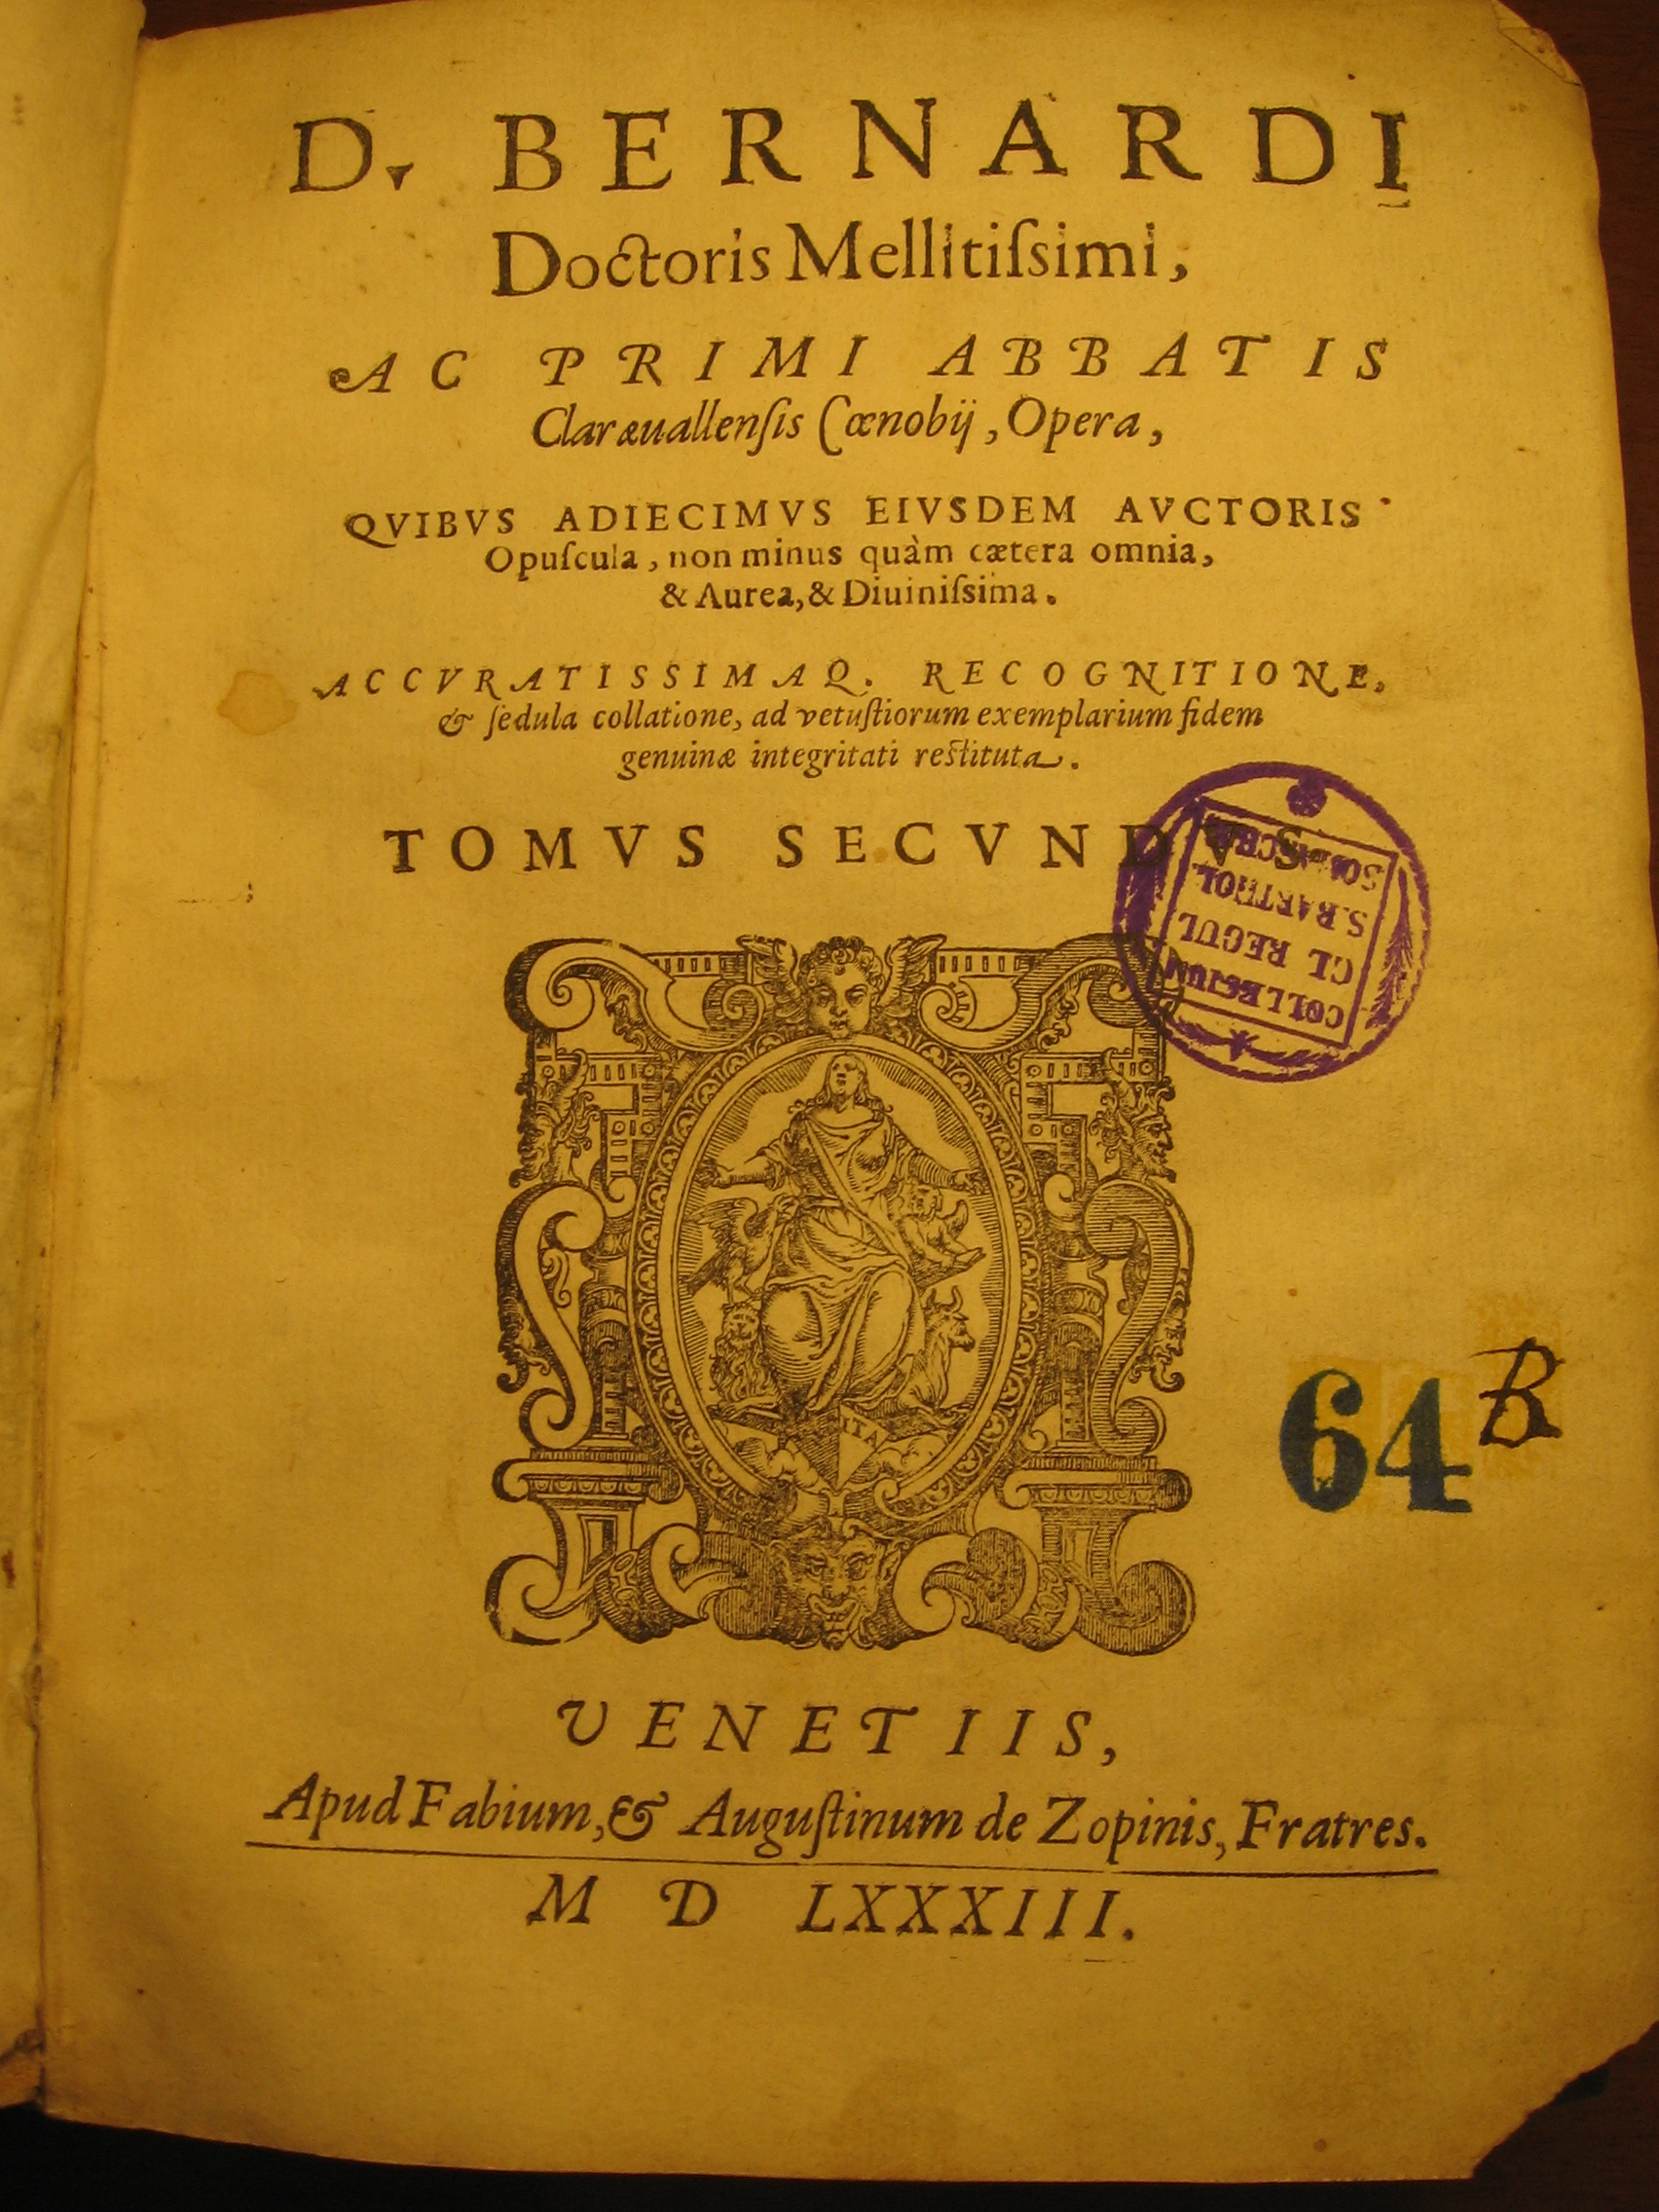 D. BERNARDI
Doctoris Mellitiſsimi,
AC PRIMI ABBATIS
Claræuallenſis Cœnobij, Opera,
QVIBVS ADIECIMVS EIVSDEM AVCTORIS
Opuſcula, non minus quàm cætera omnia,
& Aurea, & Diuiniſsima.
ACCVRATISSIMAQ. RECOGNITIONE,
& ſedula collatione, ad vetuſtiorum exemplarium fidem
genuinæ integritati reſtituta.
TOMVS SECVNDVS
COLLEGIUM
CL REGUL
S. BARTHOL.
ITA
64 B
VENETIIS,
Apud Fabium, & Auguſtinum de Zopinis, Fratres.
M D LXXXIII.